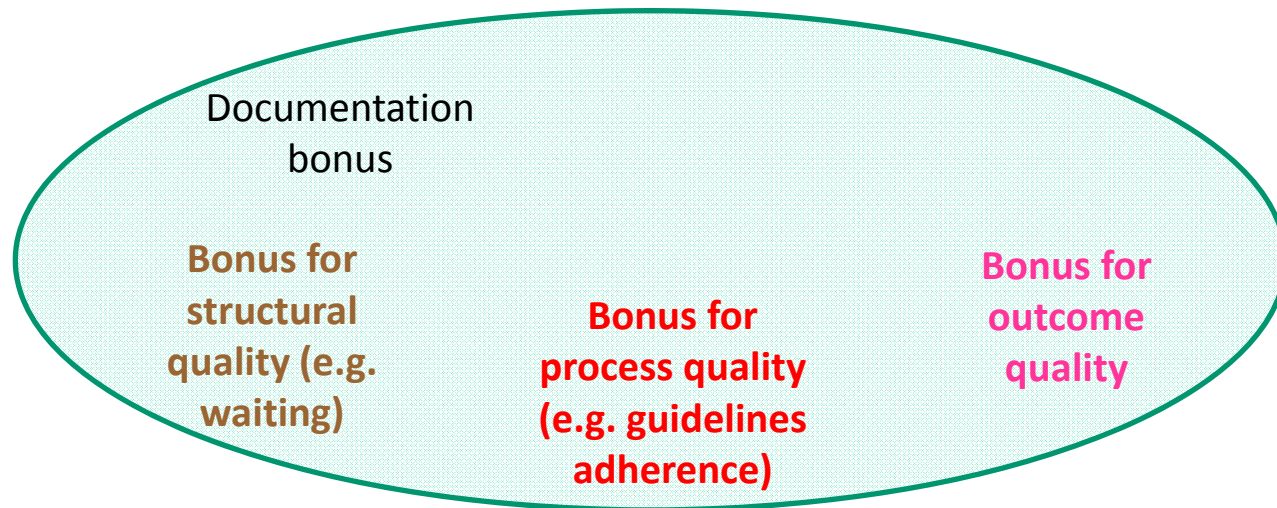 Documentation
bonus
Bonus for
structural
quality (e.g.
waiting)
Bonus for
process quality
(e.g. guidelines
adherence)
Bonus for
outcome
quality